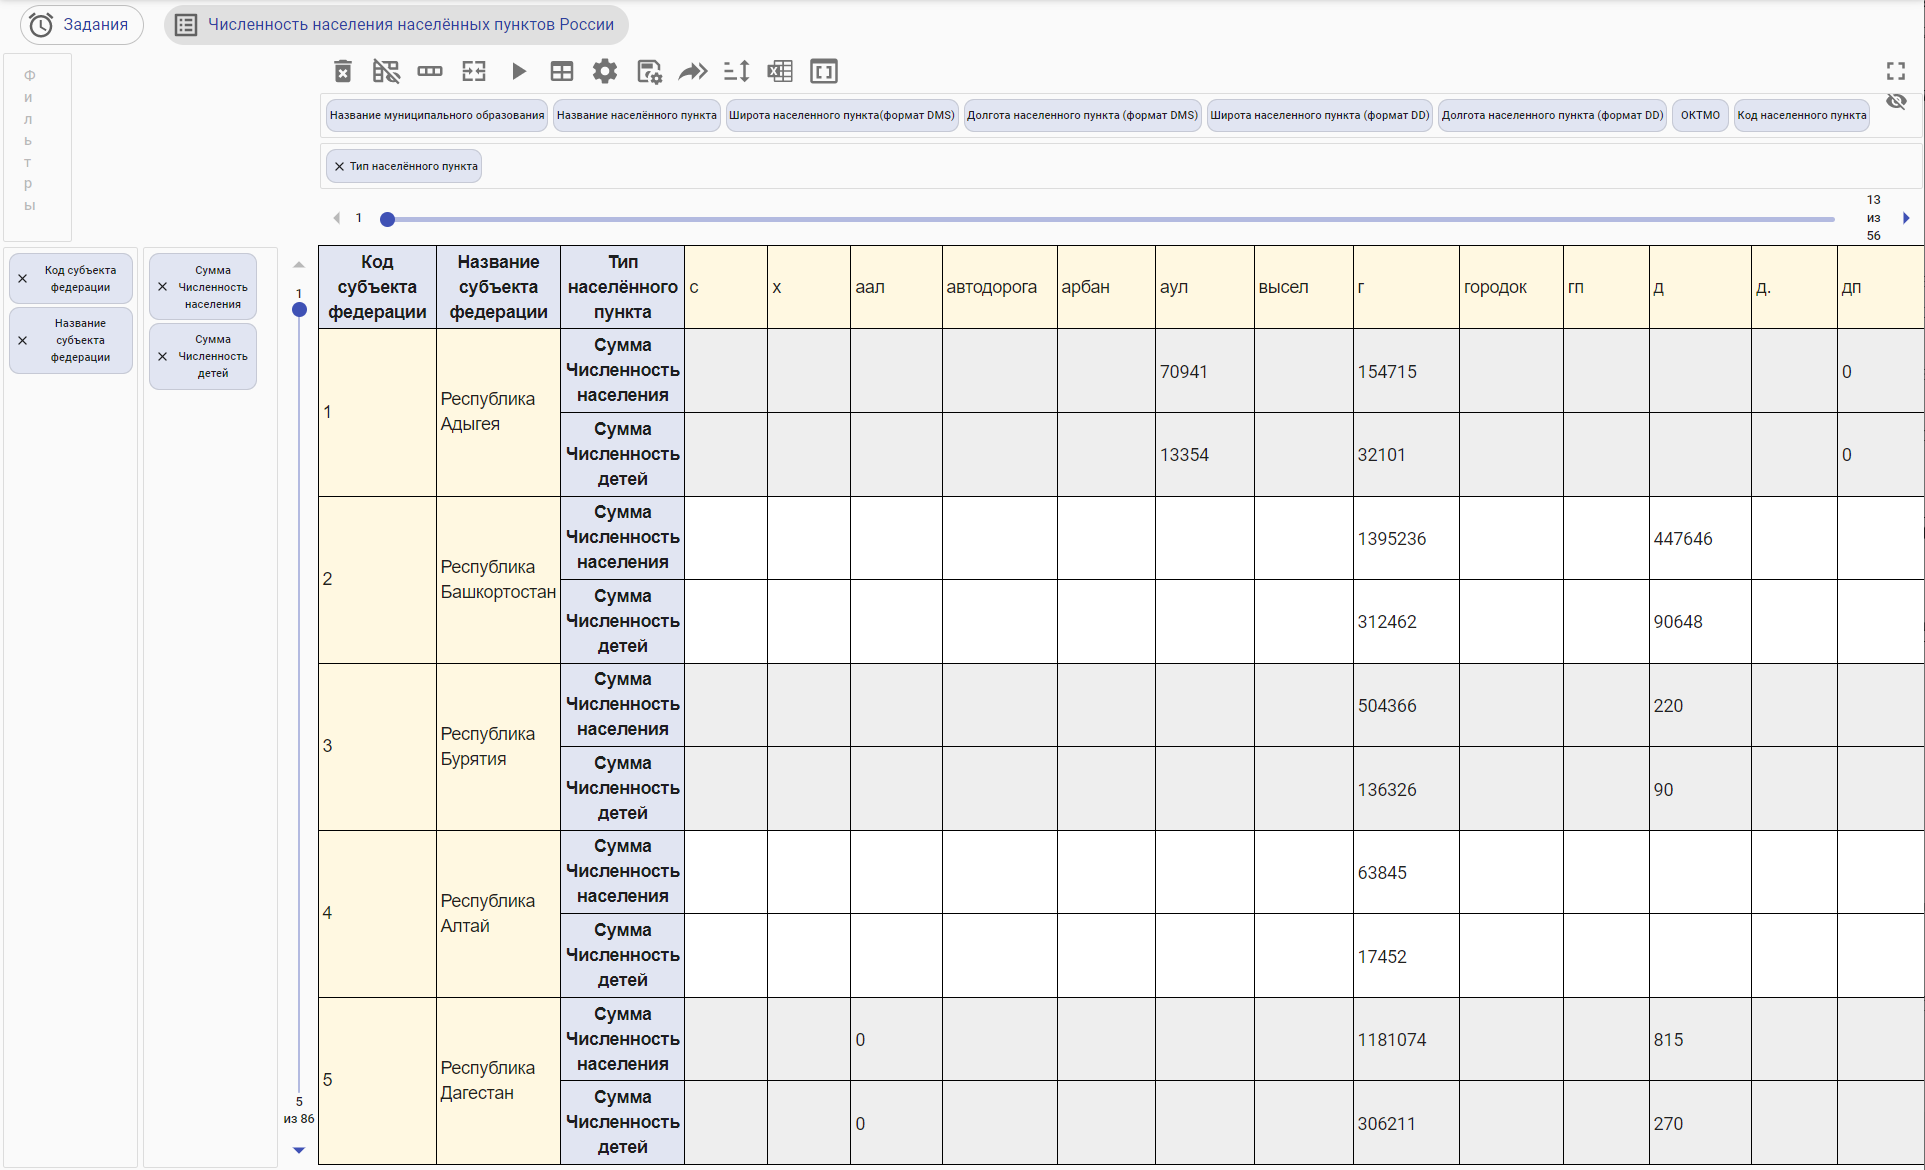 Задания
Численность населения населённых пунктов России
Фильтры
Название муниципального образования
Название населённого пункта
Широта населенного пункта(формат DMS)
Долгота населенного пункта (формат DMS)
Широта населенного пункта (формат DD)
Долгота населенного пункта (формат DD)
ОКТМО
Код населенного пункта
Тип населённого пункта
1
13
из
56
Код субъекта
федерации
Название
субъекта
федерации
Сумма
Численность
населения
Сумма
Численность
детей
1
5
из 86
Код
субъекта
федерации
Название
субъекта
федерации
Тип
населённого
пункта
с
х
аал
автодорога
арбан
аул
высел
г
городок
гп
д
д.
дп
1
Республика
Адыгея
Сумма
Численность
населения
70941
154715
0
Сумма
Численность
детей
13354
32101
0
2
Республика
Башкортостан
Сумма
Численность
населения
1395236
447646
Сумма
Численность
детей
312462
90648
3
Республика
Бурятия
Сумма
Численность
населения
504366
220
Сумма
Численность
детей
136326
90
4
Республика
Алтай
Сумма
Численность
населения
63845
Сумма
Численность
детей
17452
5
Республика
Дагестан
Сумма
Численность
населения
0
1181074
815
Сумма
Численность
детей
0
306211
270